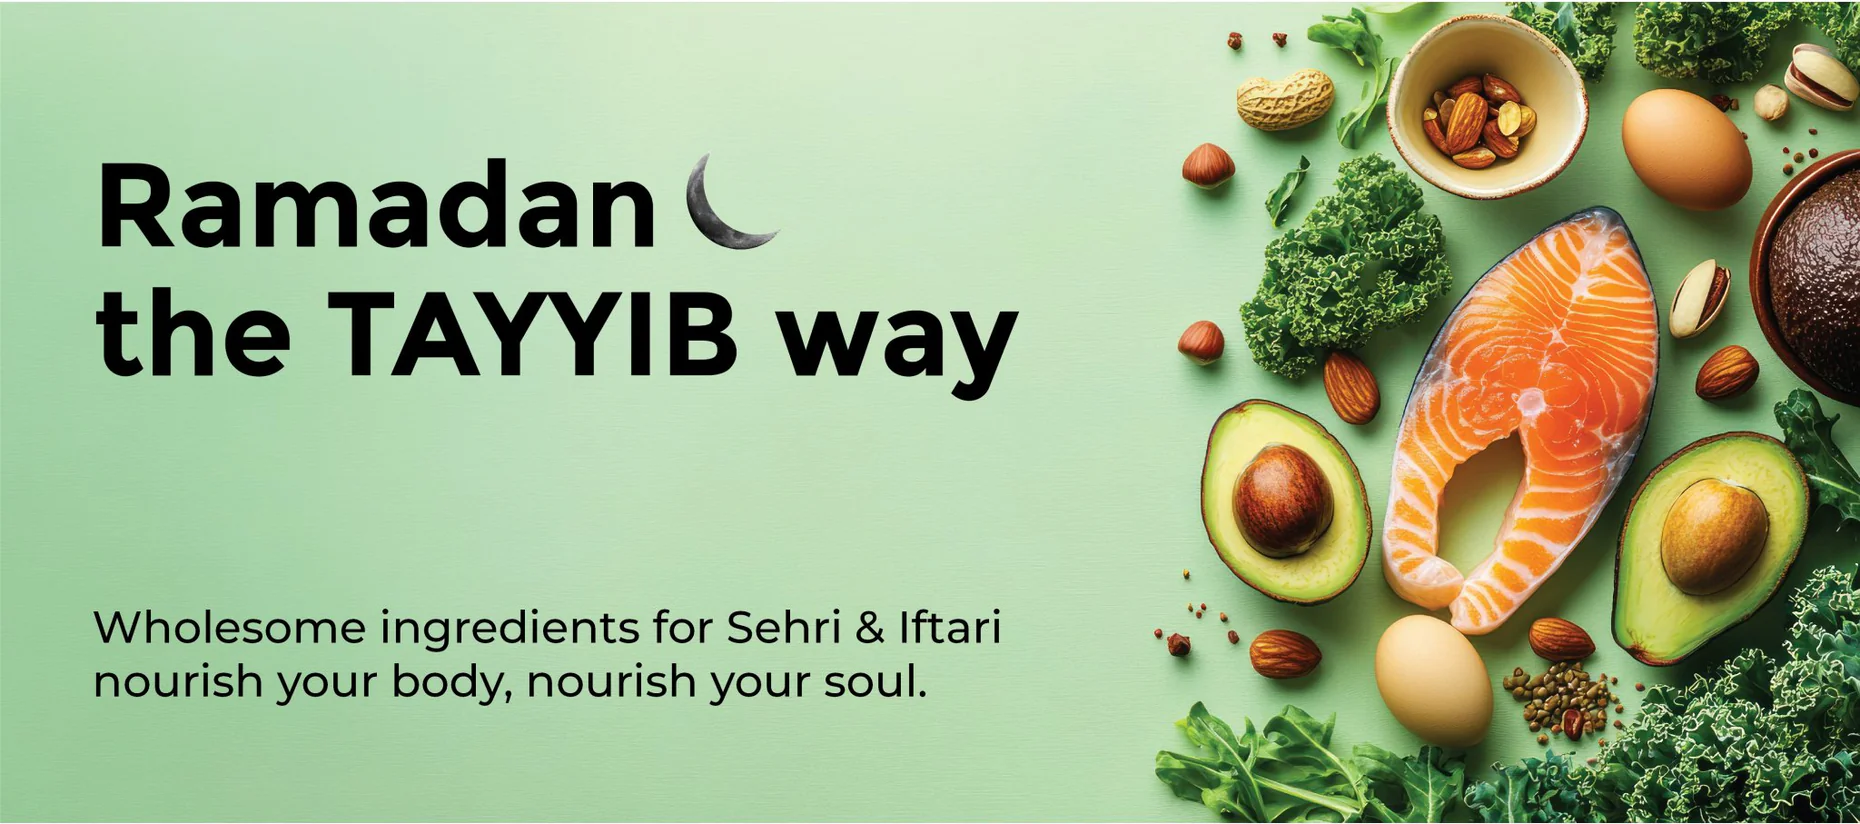 Ramadan
the TAYYIB way
Wholesome ingredients for Sehri & Iftari
nourish your body, nourish your soul.